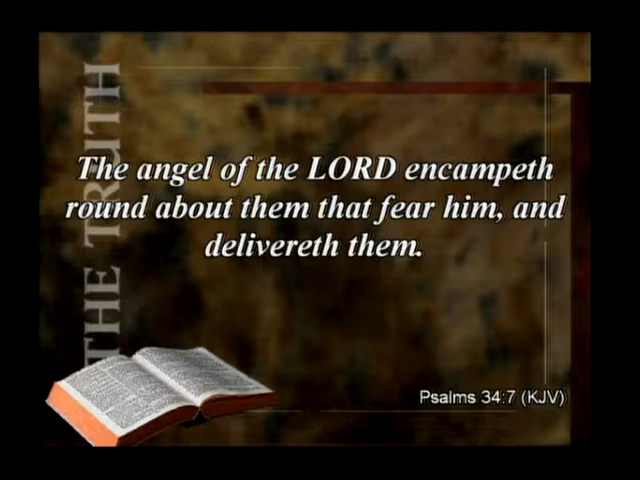 THE TRUTH
The angel of the LORD encampeth
round about them that fear him, and
delivereth them.
Psalms 34:7 (KJV)